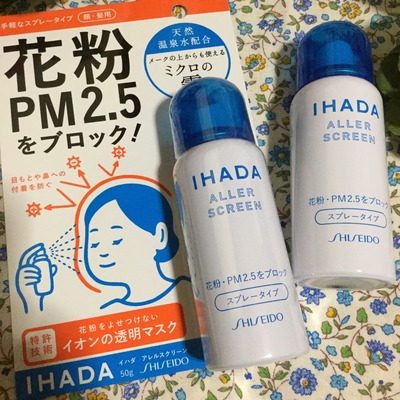 手軽なスプレータイプ
顔・髪用
天然
温泉水配合
メークの上からも使える
ミクロの
霧
花粉
PM2.5
をブロック!
目もとや鼻への
付着を防ぐ
特許
技術
花粉をよせつけない
イオンの透明マスク
IHADA
イハダ アレルスクリーン
50g
IHADA
ALLER
SCREEN
花粉・PM2.5をブロック
スプレータイプ
SHISEIDO
IHADA
ALLER
SCREEN
花粉・PM2.5をブロック
スプレータイプ
SHISEIDO